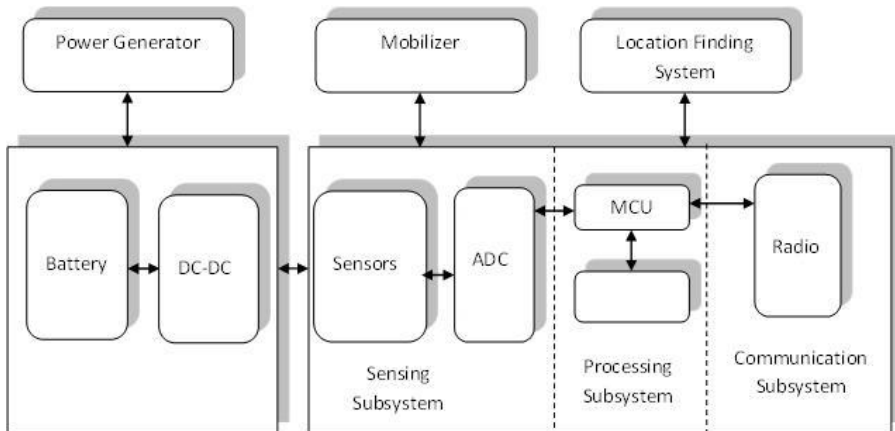 Power Generator
Mobilizer
Location Finding
System
Battery
DC-DC
Sensors
ADC
MCU
Radio
Sensing
Subsystem
Processing
Subsystem
Communication
Subsystem